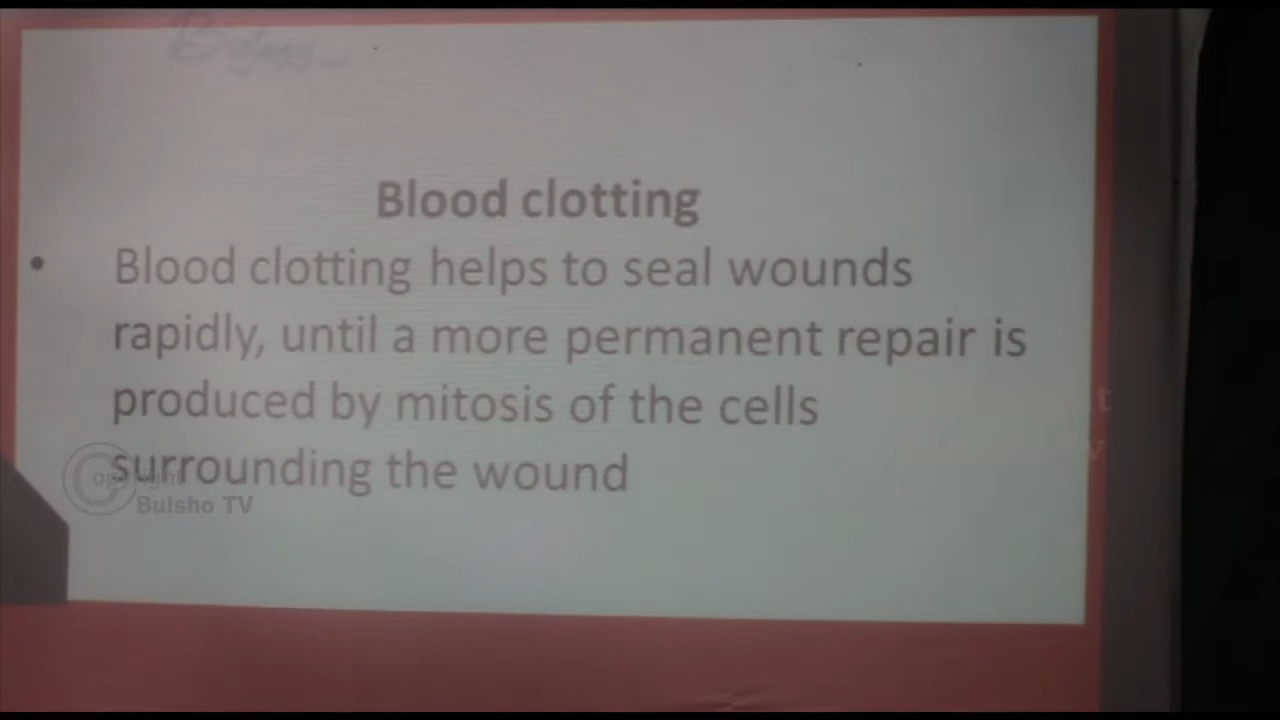 Blood clotting
• Blood clotting helps to seal wounds
rapidly, until a more permanent repair is
produced by mitosis of the cells
surrounding the wound
Copyright
Bulsho TV